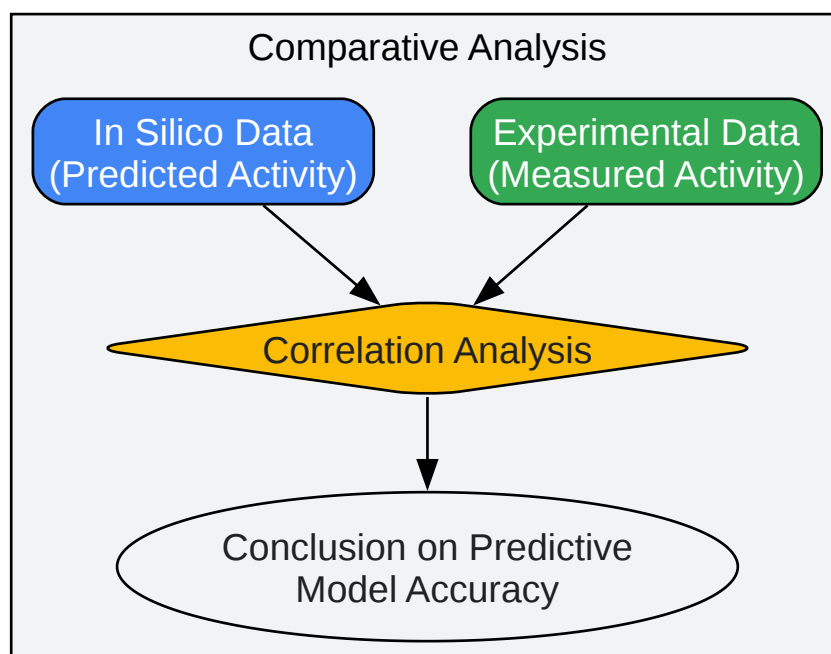 Comparative Analysis
In Silico Data
(Predicted Activity)
Experimental Data
(Measured Activity)
Correlation Analysis
Conclusion on Predictive
Model Accuracy